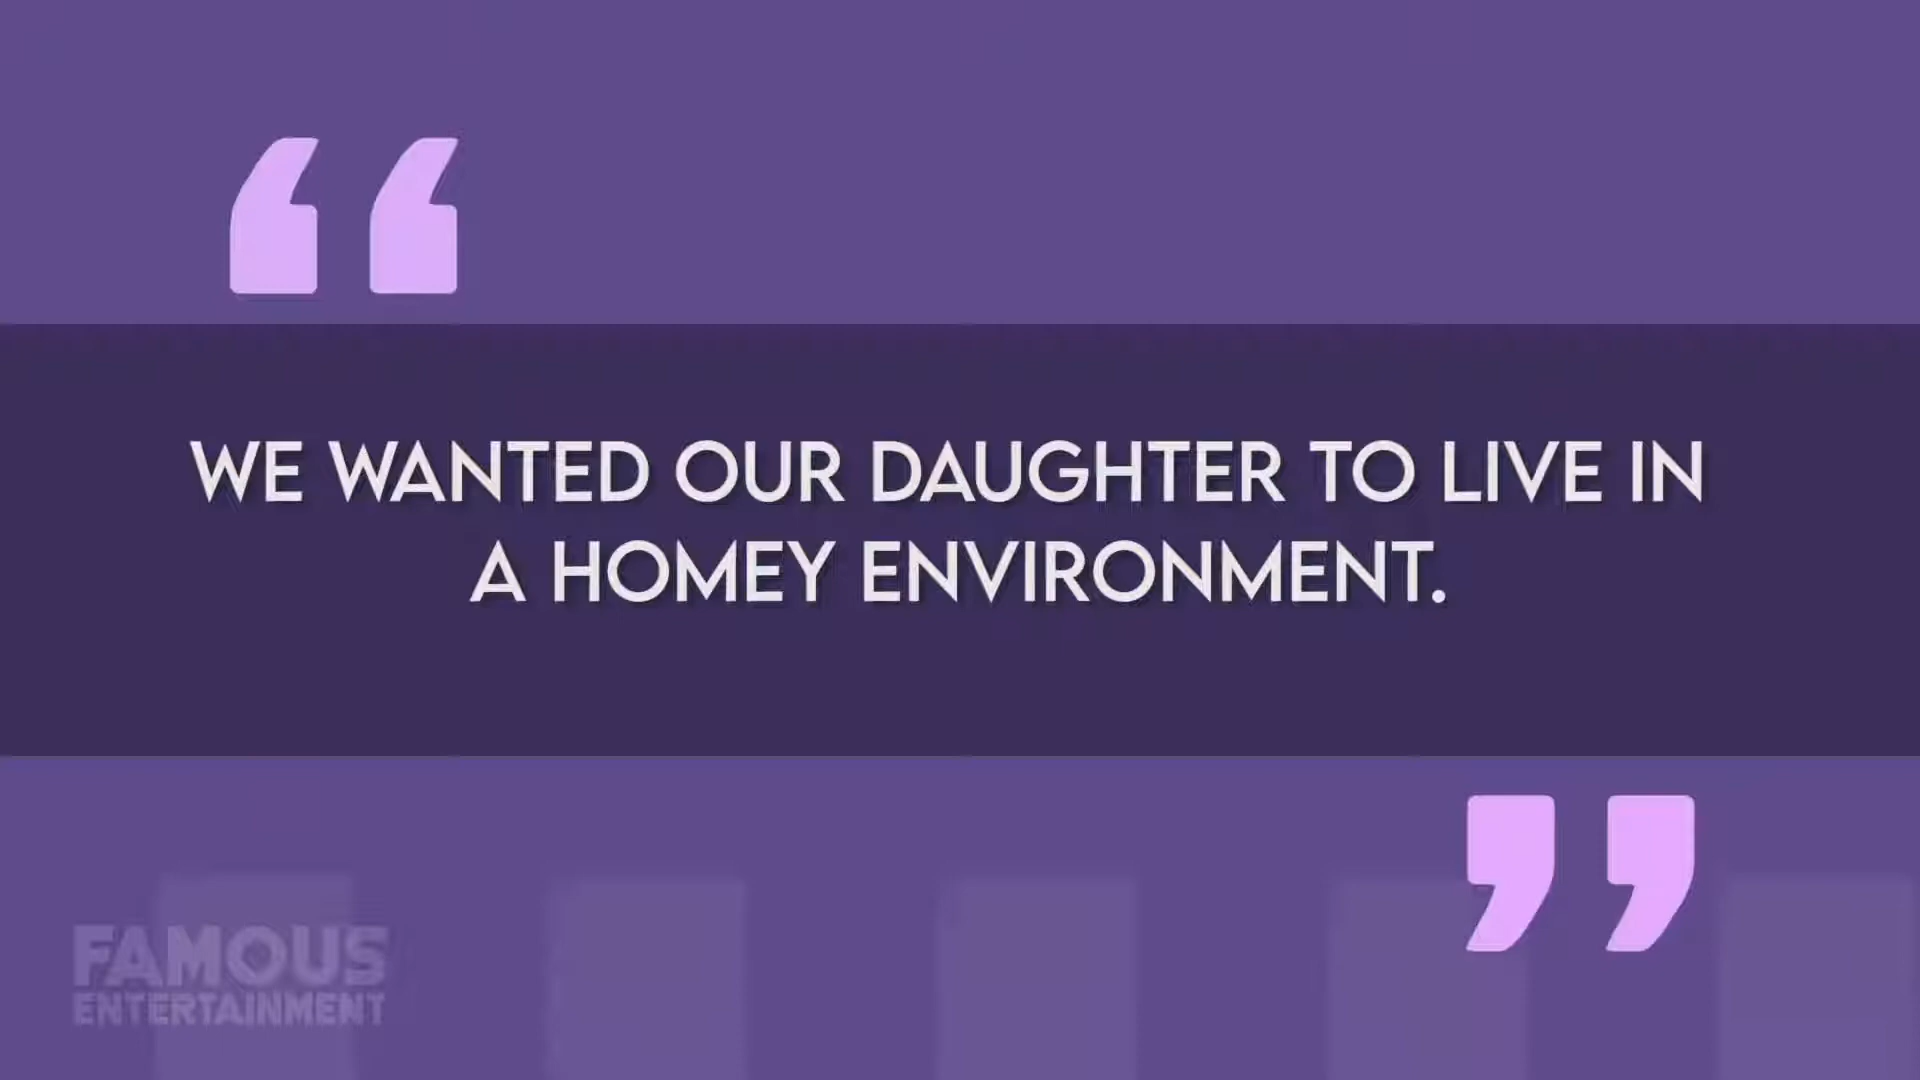 WE WANTED OUR DAUGHTER TO LIVE IN
A HOMEY ENVIRONMENT.
FAMOUS
ENTERTAINMENT